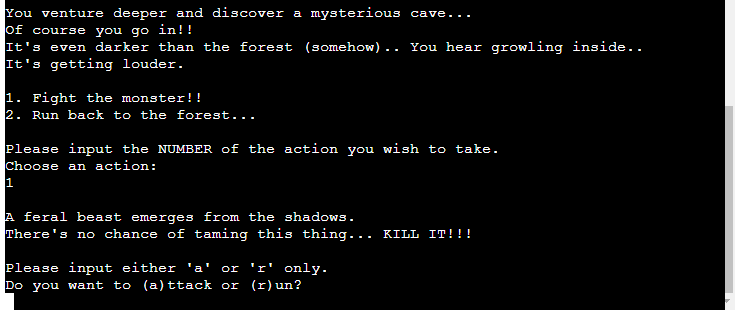 You venture deeper and discover a mysterious cave...
Of course you go in!!
It's even darker than the forest (somehow).. You hear growling inside..
It's getting louder.
1. Fight the monster!!
2. Run back to the forest...
Please input the NUMBER of the action you wish to take.
Choose an action:
1
A feral beast emerges from the shadows.
There's no chance of taming this thing... KILL IT!!!
Please input either 'a' or 'r' only.
Do you want to (a)ttack or (r)un?